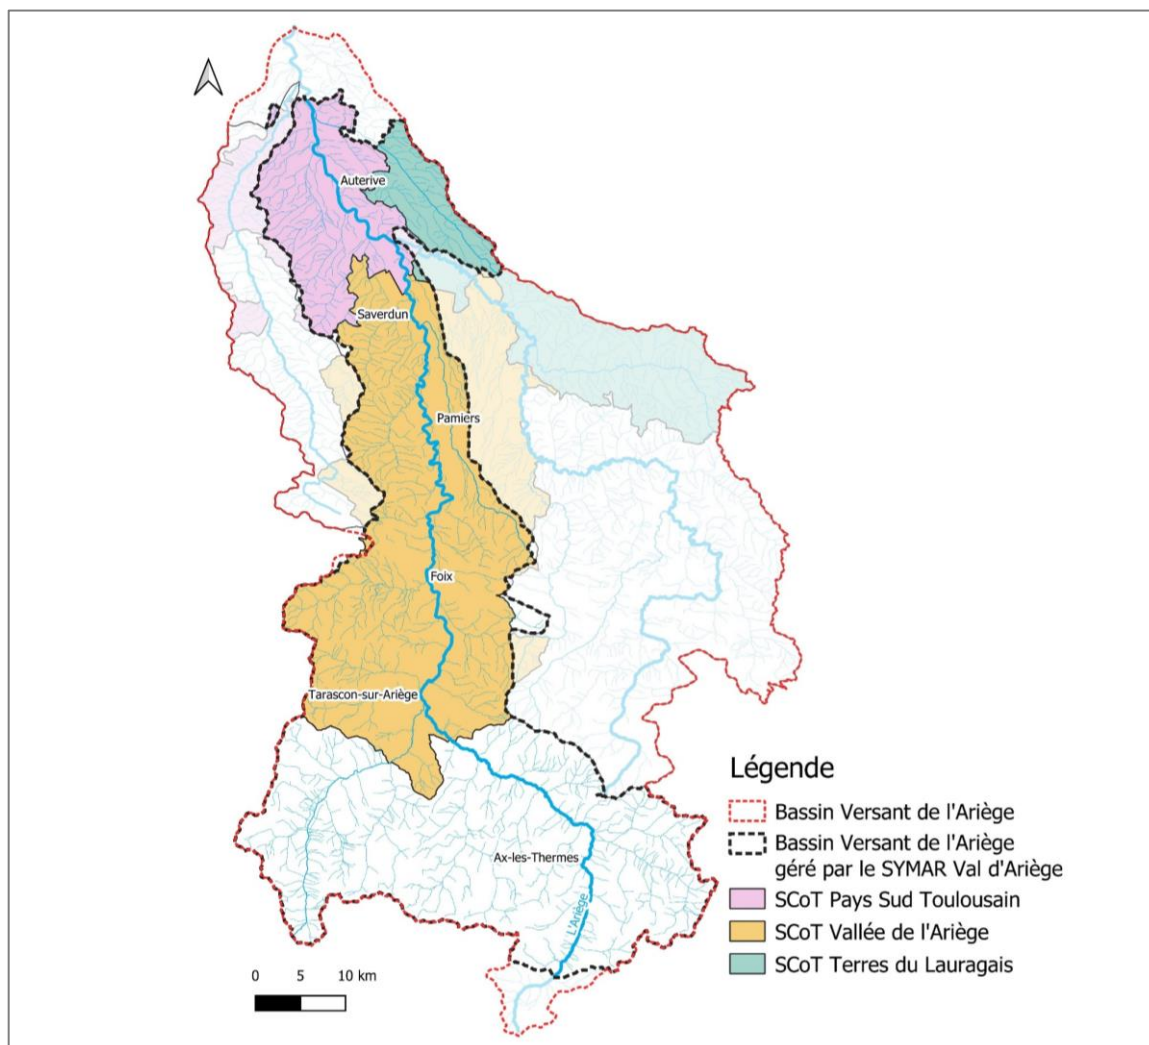 Auterive
Saverdun
Pamiers
Foix
Tarascon-sur-Ariège
Ax-les-Thermes
L'Ariège
Légende
Bassin Versant de l'Ariège
Bassin Versant de l'Ariège
géré par le SYMAR Val d'Ariège
SCoT Pays Sud Toulousain
SCoT Vallée de l'Ariège
SCoT Terres du Lauragais
0 5 10 km